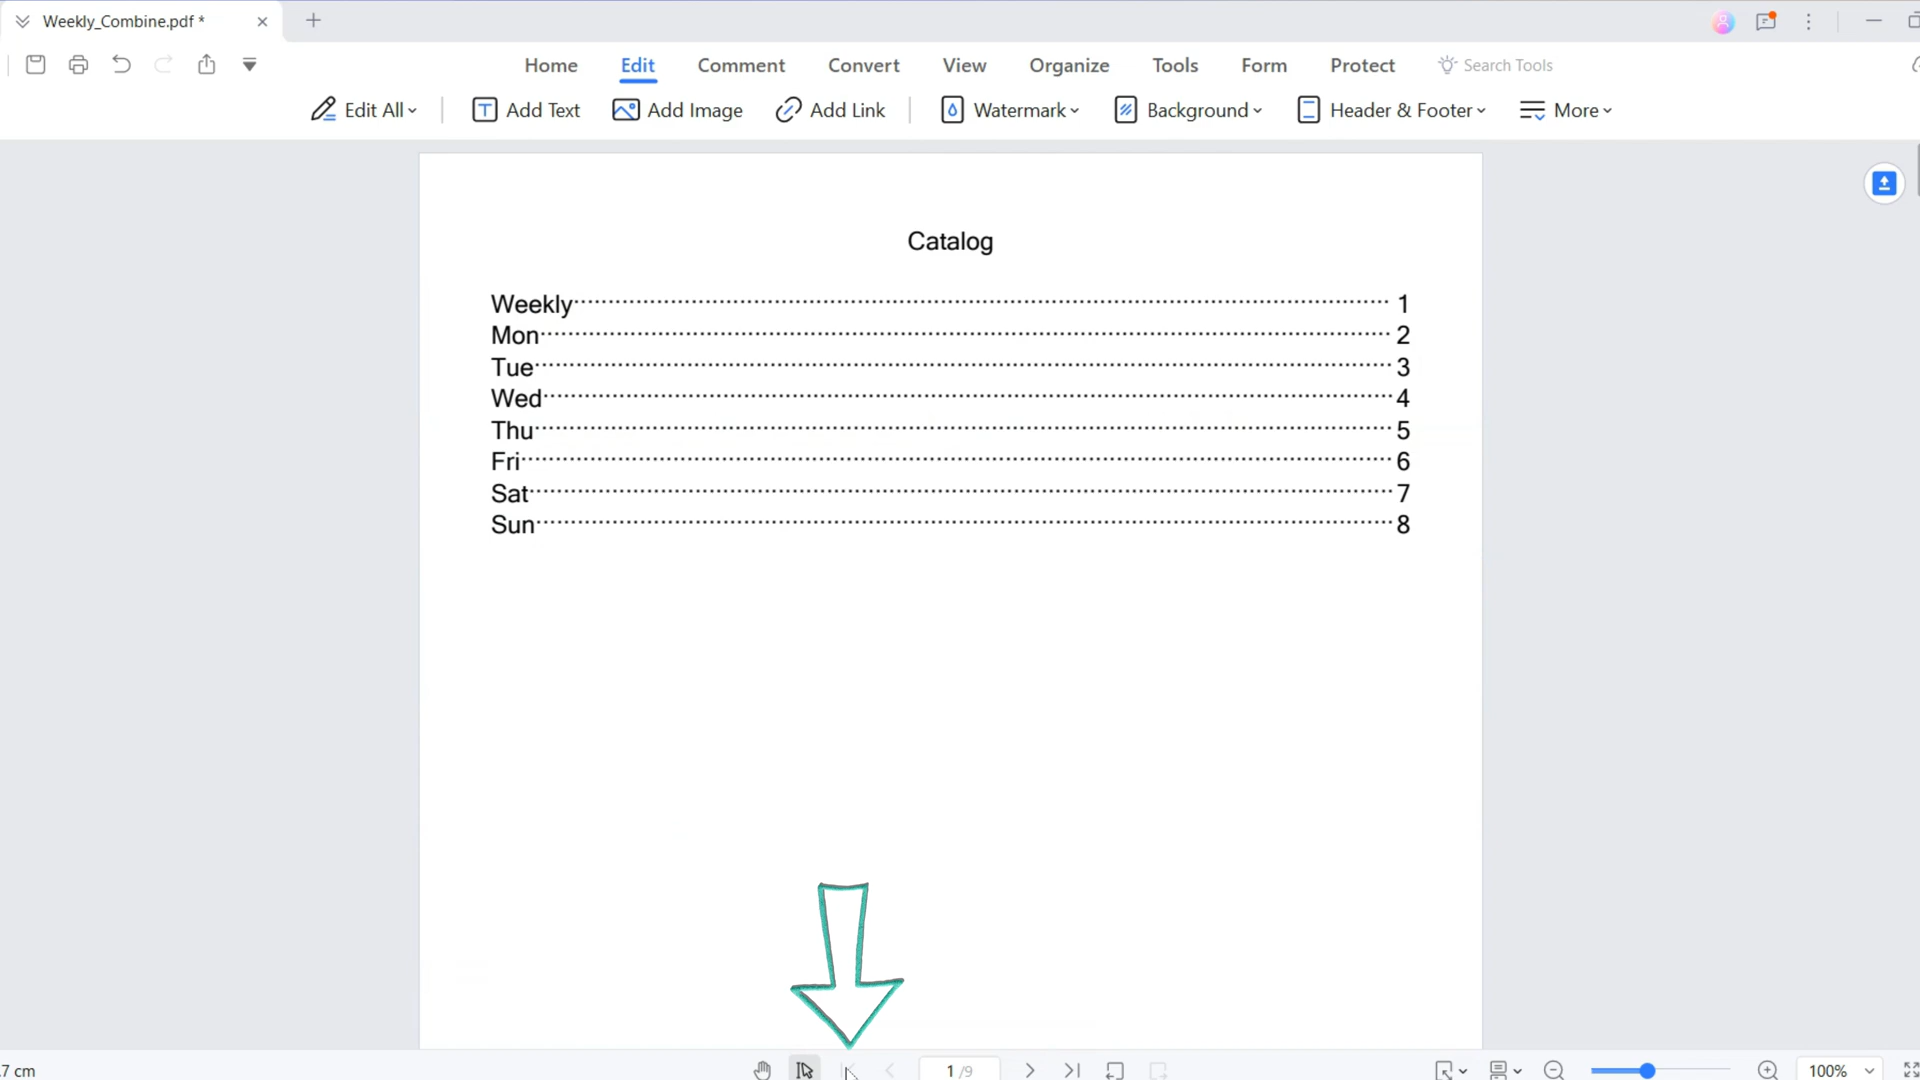 Weekly_Combine.pdf *
Home Edit Comment Convert View Organize Tools Form Protect Search Tools
Edit All Add Text Add Image Add Link Watermark Background Header & Footer More
Catalog
Weekly 1
Mon 2
Tue 3
Wed 4
Thu 5
Fri 6
Sat 7
Sun 8
.7 cm 1 /9 100%